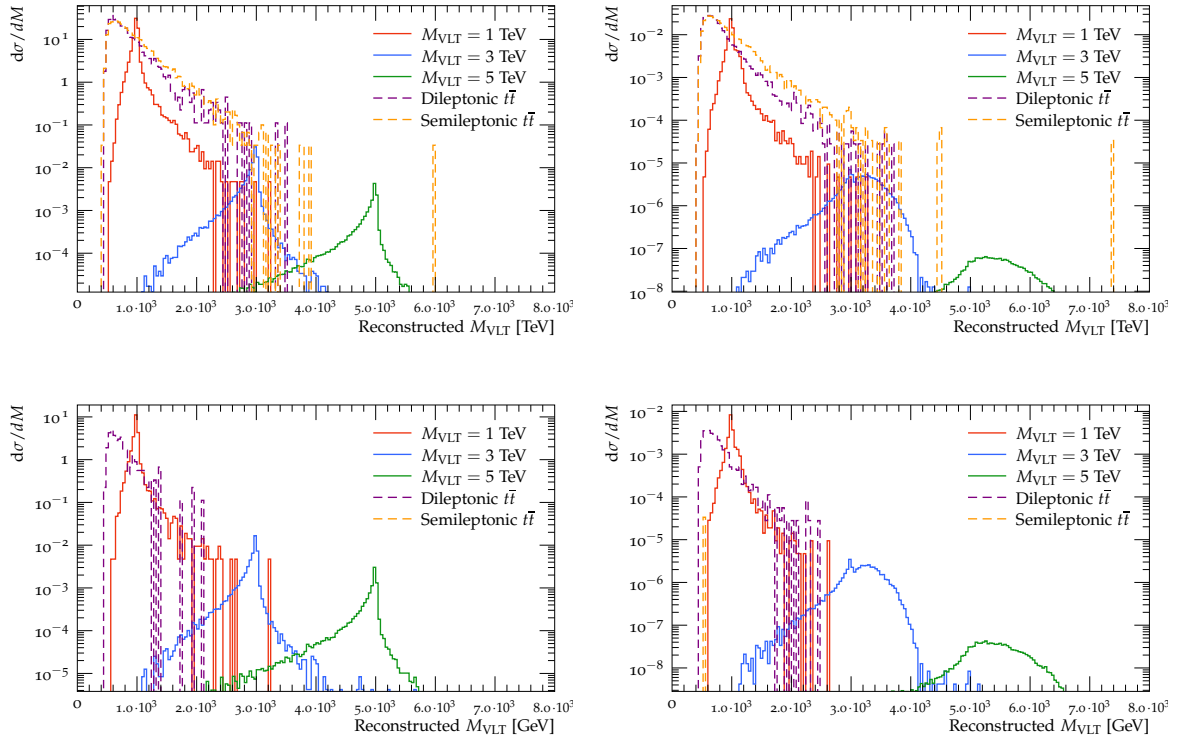 dσ/dM
10¹
1
10⁻¹
10⁻²
10⁻³
10⁻⁴
M_VLT = 1 TeV
M_VLT = 3 TeV
M_VLT = 5 TeV
Dileptonic tt̅
Semileptonic tt̅
0 1.0·10³ 2.0·10³ 3.0·10³ 4.0·10³ 5.0·10³ 6.0·10³ 7.0·10³ 8.0·10³
Reconstructed M_VLT [TeV]
dσ/dM
10⁻²
10⁻³
10⁻⁴
10⁻⁵
10⁻⁶
10⁻⁷
10⁻⁸
M_VLT = 1 TeV
M_VLT = 3 TeV
M_VLT = 5 TeV
Dileptonic tt̅
Semileptonic tt̅
0 1.0·10³ 2.0·10³ 3.0·10³ 4.0·10³ 5.0·10³ 6.0·10³ 7.0·10³ 8.0·10³
Reconstructed M_VLT [TeV]
dσ/dM
10¹
1
10⁻¹
10⁻²
10⁻³
10⁻⁴
10⁻⁵
M_VLT = 1 TeV
M_VLT = 3 TeV
M_VLT = 5 TeV
Dileptonic tt̅
Semileptonic tt̅
0 1.0·10³ 2.0·10³ 3.0·10³ 4.0·10³ 5.0·10³ 6.0·10³ 7.0·10³ 8.0·10³
Reconstructed M_VLT [GeV]
dσ/dM
10⁻²
10⁻³
10⁻⁴
10⁻⁵
10⁻⁶
10⁻⁷
10⁻⁸
M_VLT = 1 TeV
M_VLT = 3 TeV
M_VLT = 5 TeV
Dileptonic tt̅
Semileptonic tt̅
0 1.0·10³ 2.0·10³ 3.0·10³ 4.0·10³ 5.0·10³ 6.0·10³ 7.0·10³ 8.0·10³
Reconstructed M_VLT [GeV]